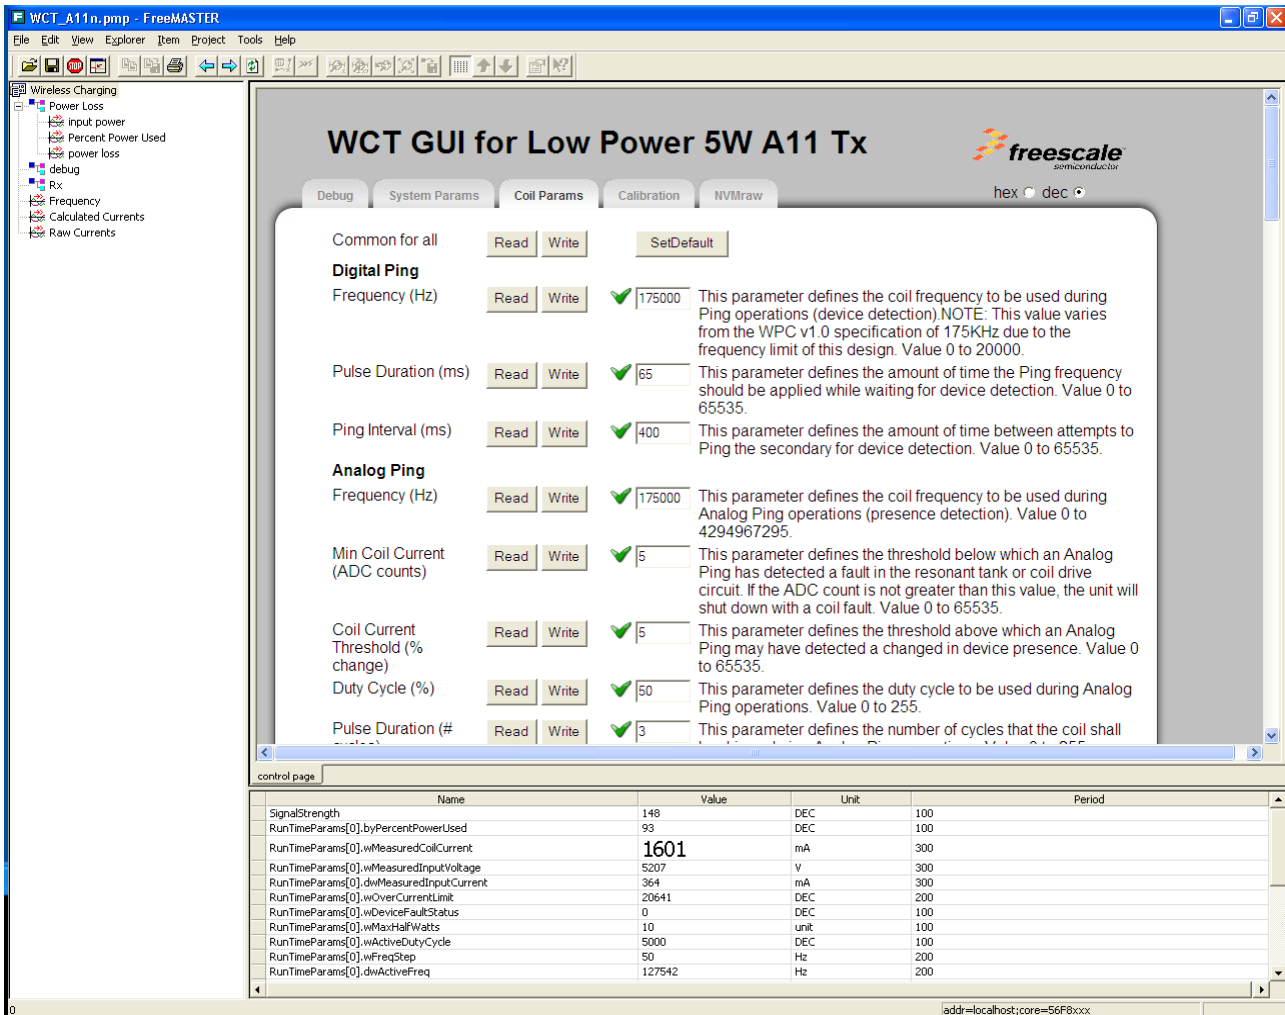 WCT_A11n.pmp - FreeMASTER
File Edit View Explorer Item Project Tools Help
Wireless Charging
Power Loss
input power
Percent Power Used
power loss
debug
Rx
Frequency
Calculated Currents
Raw Currents
WCT GUI for Low Power 5W A11 Tx
freescale
semiconductor
hex dec
Debug System Params Coil Params Calibration NVMraw
Common for all Read Write SetDefault
Digital Ping
Frequency (Hz) Read Write 175000 This parameter defines the coil frequency to be used during
Ping operations (device detection).NOTE: This value varies
from the WPC v1.0 specification of 175KHz due to the
frequency limit of this design. Value 0 to 20000.
Pulse Duration (ms) Read Write 65 This parameter defines the amount of time the Ping frequency
should be applied while waiting for device detection. Value 0 to
65535.
Ping Interval (ms) Read Write 400 This parameter defines the amount of time between attempts to
Ping the secondary for device detection. Value 0 to 65535.
Analog Ping
Frequency (Hz) Read Write 175000 This parameter defines the coil frequency to be used during
Analog Ping operations (presence detection). Value 0 to
4294967295.
Min Coil Current Read Write 5 This parameter defines the threshold below which an Analog
(ADC counts) Ping has detected a fault in the resonant tank or coil drive
circuit. If the ADC count is not greater than this value, the unit will
shut down with a coil fault. Value 0 to 65535.
Coil Current Read Write 5 This parameter defines the threshold above which an Analog
Threshold (% Ping may have detected a changed in device presence. Value 0
change) to 65535.
Duty Cycle (%) Read Write 50 This parameter defines the duty cycle to be used during Analog
Ping operations. Value 0 to 255.
Pulse Duration (# Read Write 3 This parameter defines the number of cycles that the coil shall
control page
Name Value Unit Period
SignalStrength 148 DEC 100
RunTimeParams[0].byPercentPowerUsed 93 DEC 100
RunTimeParams[0].wMeasuredCoilCurrent 1601 mA 300
RunTimeParams[0].wMeasuredInputVoltage 5207 V 300
RunTimeParams[0].dwMeasuredInputCurrent 364 mA 300
RunTimeParams[0].wOverCurrentLimit 20641 DEC 200
RunTimeParams[0].wDeviceFaultStatus 0 DEC 100
RunTimeParams[0].wMaxHalfWatts 10 unit 100
RunTimeParams[0].wActiveDutyCycle 5000 DEC 100
RunTimeParams[0].wFreqStep 50 Hz 200
RunTimeParams[0].dwActiveFreq 127542 Hz 200
0 addr=localhost;core=56F8xxx